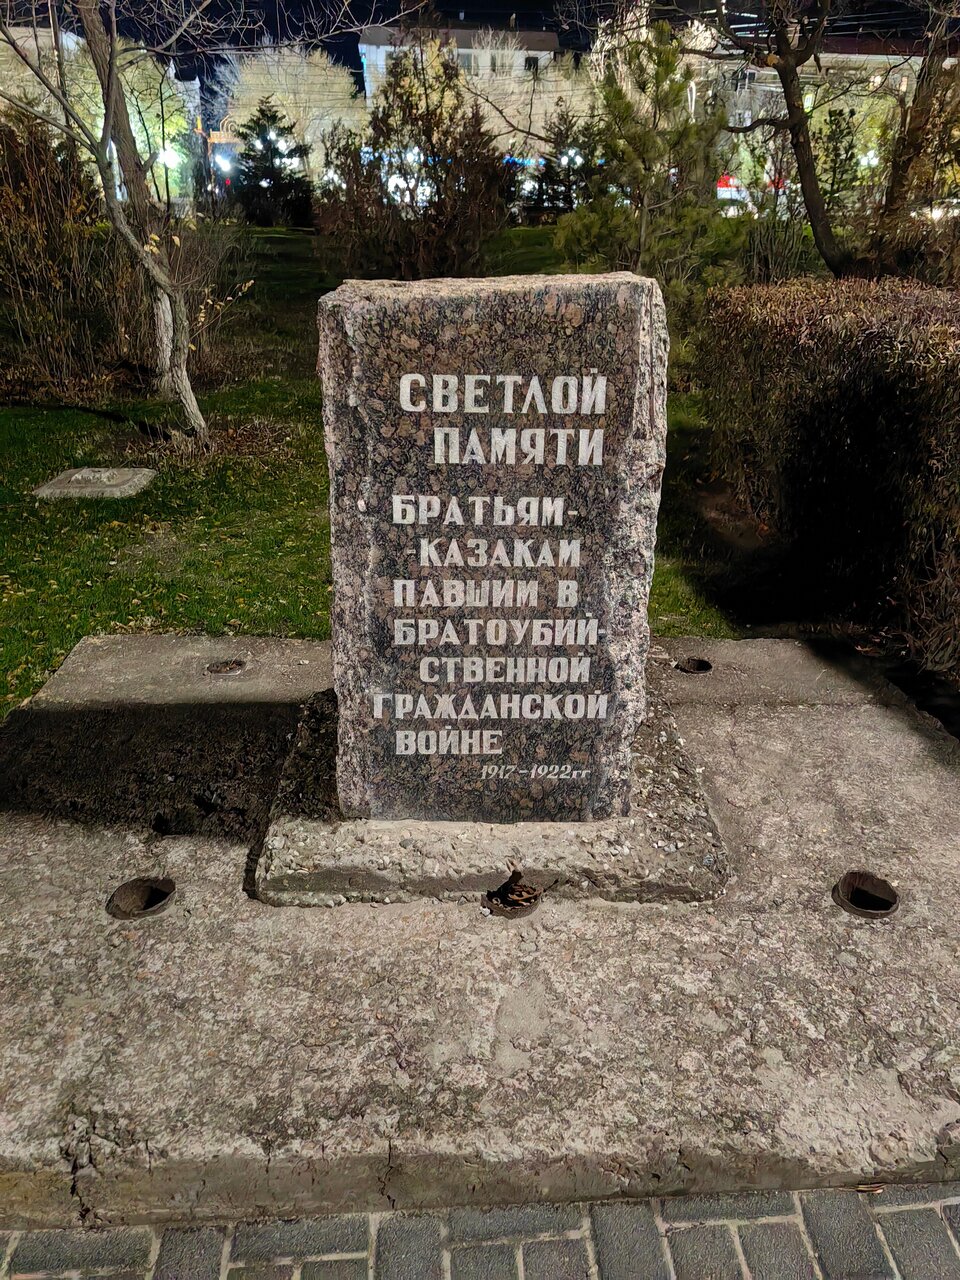 СВЕТЛОЙ
ПАМЯТИ
БРАТЬЯМ-
-КАЗАКАМ
ПАВШИМ В
БРАТОУБИЙ-
СТВЕННОЙ
ГРАЖДАНСКОЙ
ВОЙНЕ
1917-1922гг